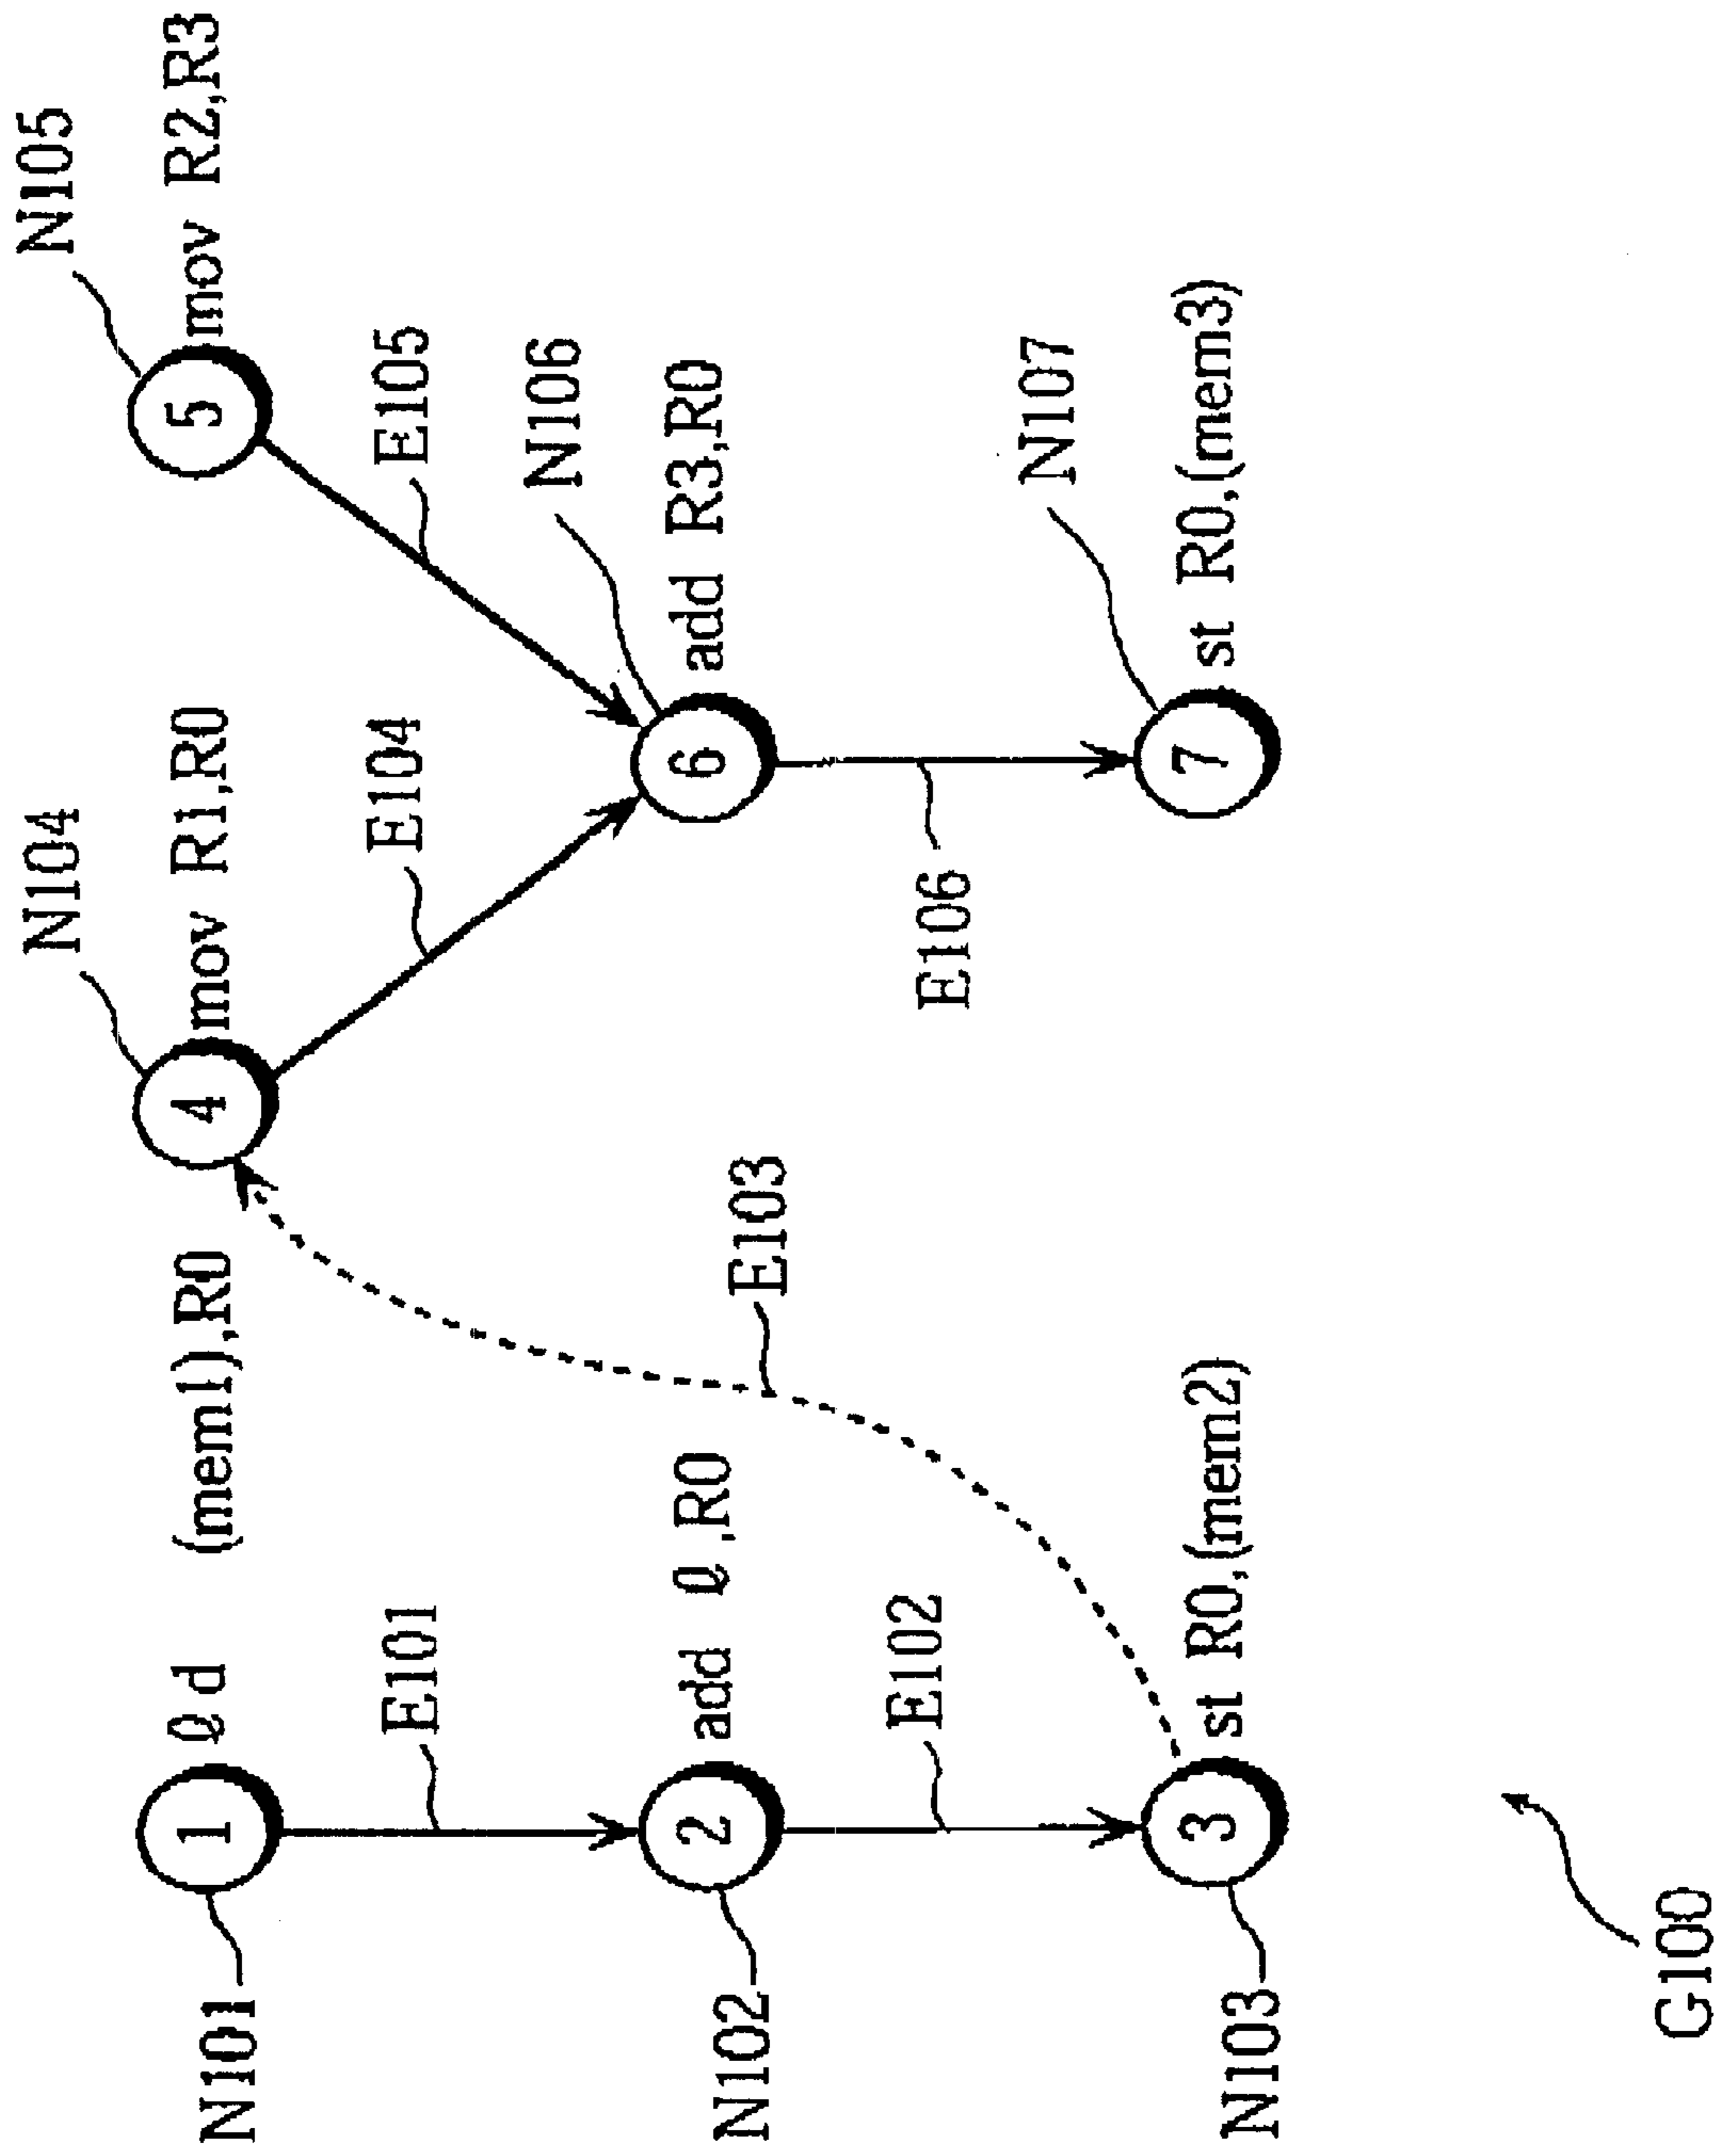 N104
N105
N101
1
ℓd (mem1),R0
4
mov R1,R0
5
mov R2,R3
E101
E104
E105
N106
N102
2
add ℓ,R0
6
add R3,R0
E103
E102
E106
N107
N103
3
st R0,(mem2)
7
st R0,(mem3)
G100